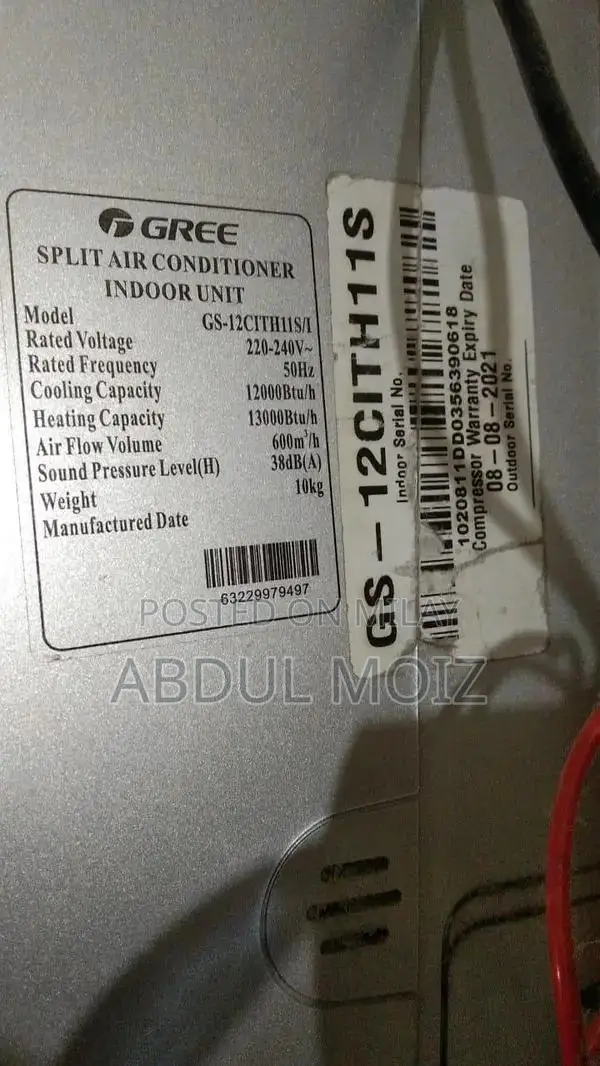 GREE
SPLIT AIR CONDITIONER
INDOOR UNIT
Model GS-12CITH11S/I
Rated Voltage 220-240V~
Rated Frequency 50Hz
Cooling Capacity 12000Btu/h
Heating Capacity 13000Btu/h
Air Flow Volume 600m³/h
Sound Pressure Level(H) 38dB(A)
Weight 10kg
Manufactured Date
63229979497
GS-12CITH11S
Indoor Serial No.
1020811DD0356390618
Compressor Warranty Expiry Date
08-08-2021
Outdoor Serial No.
POSTED ON MILAY
ABDUL MOIZ